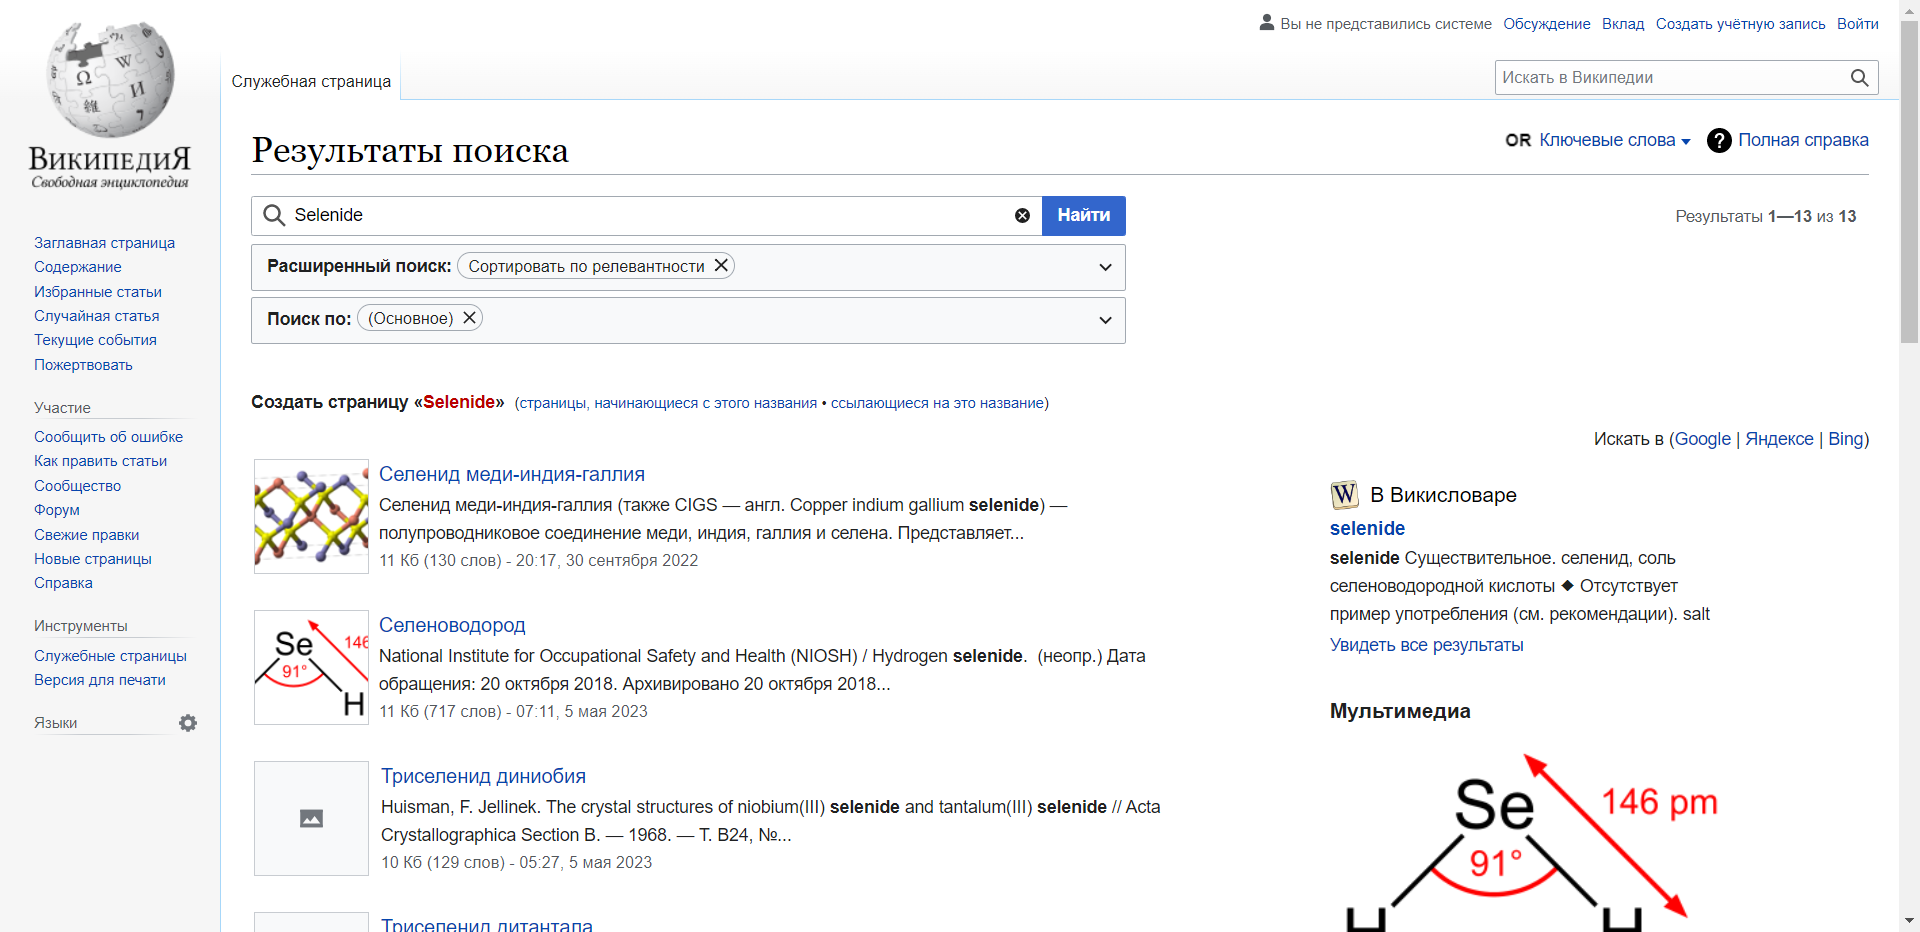 Вы не представились системе Обсуждение Вклад Создать учётную запись Войти
Служебная страница
Искать в Википедии
ВикипедиЯ
Свободная энциклопедия
Заглавная страница
Содержание
Избранные статьи
Случайная статья
Текущие события
Пожертвовать
Участие
Сообщить об ошибке
Как править статьи
Сообщество
Форум
Свежие правки
Новые страницы
Справка
Инструменты
Служебные страницы
Версия для печати
Языки
Результаты поиска
OR Ключевые слова ? Полная справка
Selenide
Найти
Результаты 1—13 из 13
Расширенный поиск: Сортировать по релевантности
Поиск по: (Основное)
Создать страницу «Selenide» (страницы, начинающиеся с этого названия • ссылающиеся на это название)
Искать в (Google | Яндексе | Bing)
Селенид меди-индия-галлия
Селенид меди-индия-галлия (также CIGS — англ. Copper indium gallium selenide) —
полупроводниковое соединение меди, индия, галлия и селена. Представляет...
11 Кб (130 слов) - 20:17, 30 сентября 2022
Se
146
91°
H
Селеноводород
National Institute for Occupational Safety and Health (NIOSH) / Hydrogen selenide. (неопр.) Дата
обращения: 20 октября 2018. Архивировано 20 октября 2018...
11 Кб (717 слов) - 07:11, 5 мая 2023
Триселенид диниобия
Huisman, F. Jellinek. The crystal structures of niobium(III) selenide and tantalum(III) selenide // Acta
Crystallographica Section B. — 1968. — Т. B24, №...
10 Кб (129 слов) - 05:27, 5 мая 2023
Триселенид дитантала
W В Викисловаре
selenide
selenide Существительное. селенид, соль
селеноводородной кислоты ◆ Отсутствует
пример употребления (см. рекомендации). salt
Увидеть все результаты
Мультимедиа
Se
146 pm
91°
H H